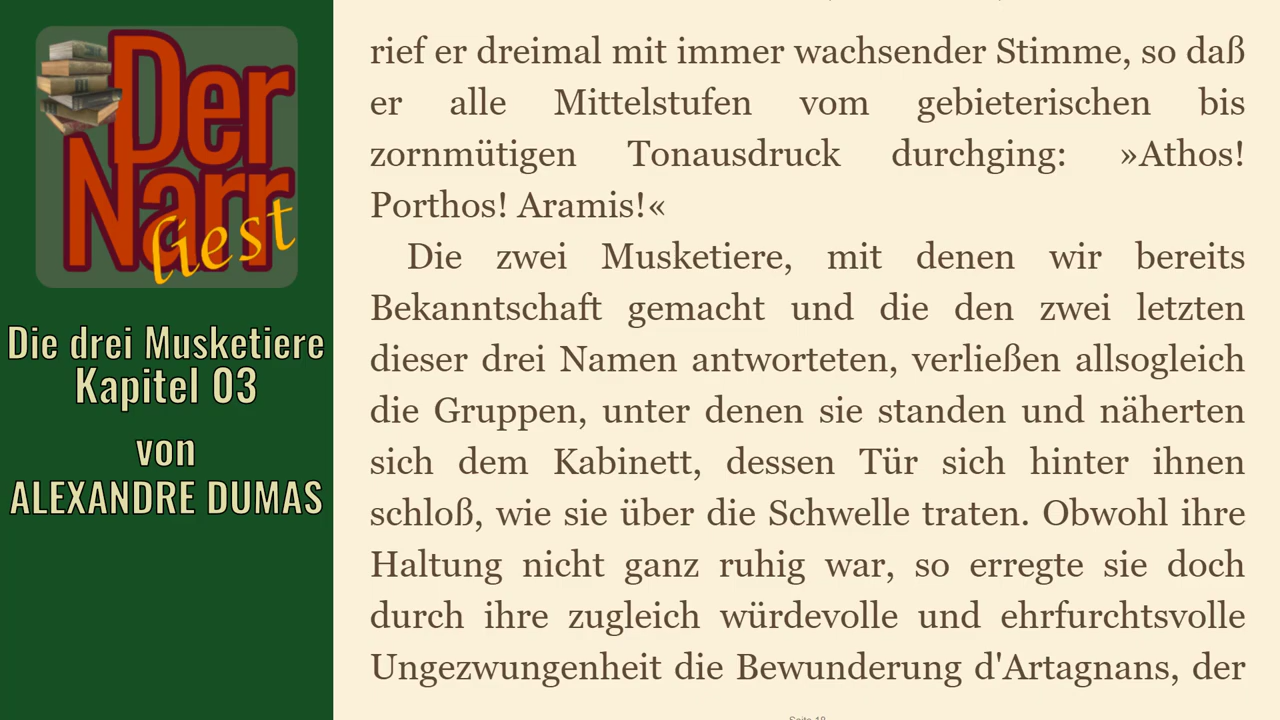 Der
Narr
liest
Die drei Musketiere
Kapitel 03
von
ALEXANDRE DUMAS
rief er dreimal mit immer wachsender Stimme, so daß
er alle Mittelstufen vom gebieterischen bis
zornmütigen Tonausdruck durchging: »Athos!
Porthos! Aramis!«
Die zwei Musketiere, mit denen wir bereits
Bekanntschaft gemacht und die den zwei letzten
dieser drei Namen antworteten, verließen allsogleich
die Gruppen, unter denen sie standen und näherten
sich dem Kabinett, dessen Tür sich hinter ihnen
schloß, wie sie über die Schwelle traten. Obwohl ihre
Haltung nicht ganz ruhig war, so erregte sie doch
durch ihre zugleich würdevolle und ehrfurchtsvolle
Ungezwungenheit die Bewunderung d'Artagnans, der